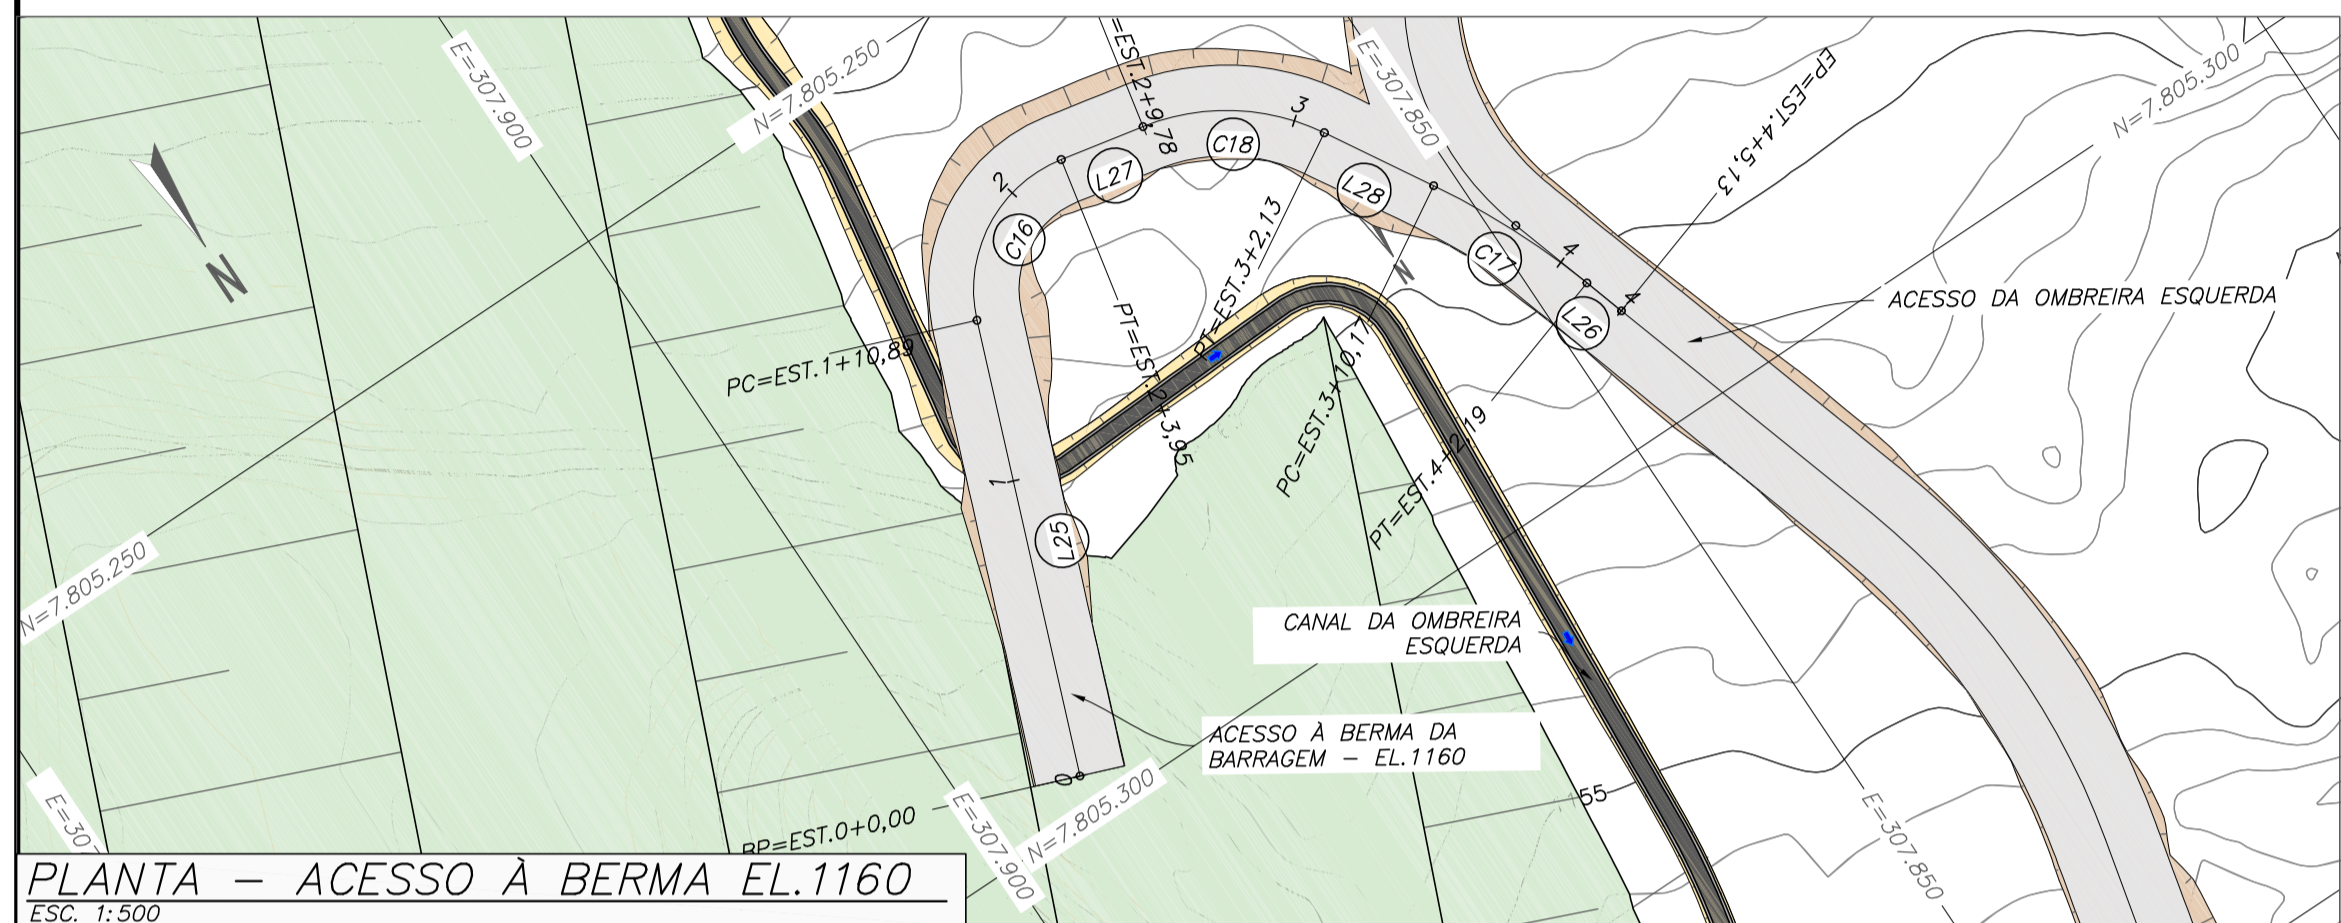 E=307.900
N=7.805.250
=EST.2+9,78
E=307.850
EP=EST.4+5,13
N=7.805.300
3
C18
L27
L28
2
C16
C17
4
4
L26
N
N
ACESSO DA OMBREIRA ESQUERDA
PT=EST.3+2,13
PC=EST.1+10,89
PT=EST.2+3,95
PC=EST.3+10,17
PT=EST.4+2,19
1
L25
N=7.805.250
CANAL DA OMBREIRA
ESQUERDA
ACESSO À BERMA DA
BARRAGEM – EL.1160
0
BP=EST.0+0,00
E=307.900
N=7.805.300
55
E=307.850
E=307
PLANTA – ACESSO À BERMA EL.1160
ESC. 1:500